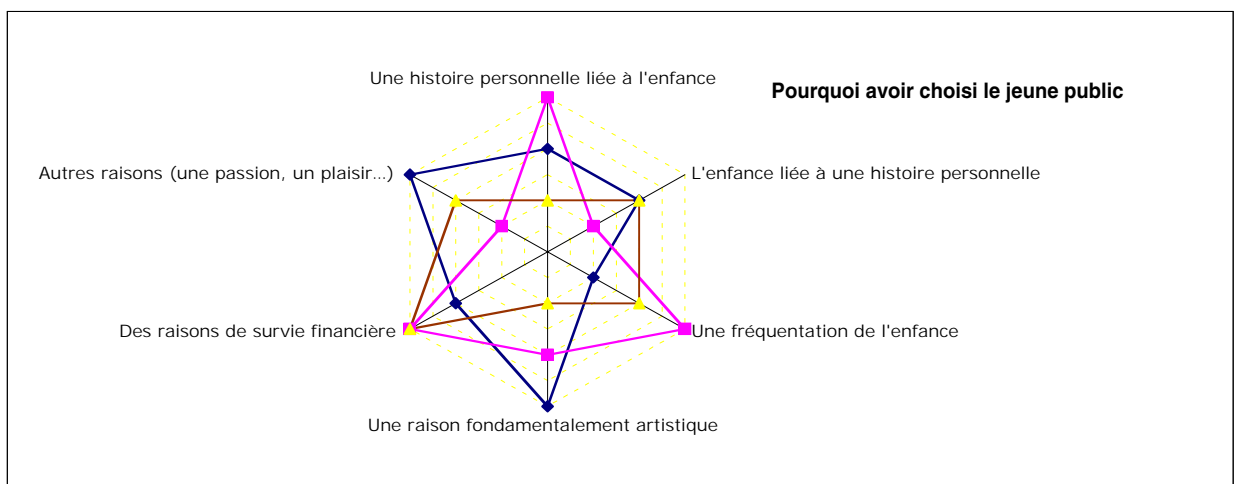 Une histoire personnelle liée à l'enfance
Pourquoi avoir choisi le jeune public
Autres raisons (une passion, un plaisir...)
L'enfance liée à une histoire personnelle
Des raisons de survie financière
Une fréquentation de l'enfance
Une raison fondamentalement artistique